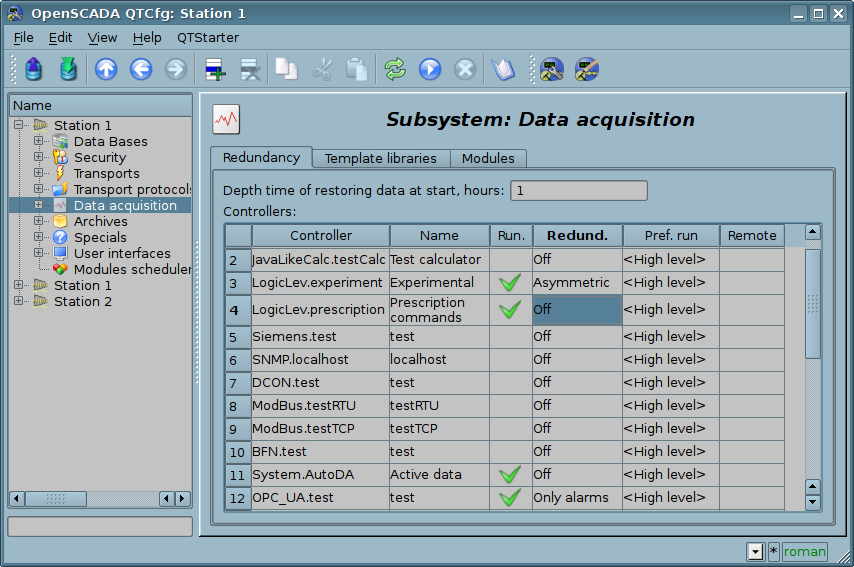 OpenSCADA QTCfg: Station 1
File Edit View Help QTStarter
Name
Station 1
Data Bases
Security
Transports
Transport protocols
Data acquisition
Archives
Specials
User interfaces
Modules scheduler
Station 1
Station 2
Subsystem: Data acquisition
Redundancy Template libraries Modules
Depth time of restoring data at start, hours: 1
Controllers:
Controller Name Run. Redund. Pref. run Remote
2 JavaLikeCalc.testCalc Test calculator Off <High level>
3 LogicLev.experiment Experimental Asymmetric <High level>
4 LogicLev.prescription Prescription commands Off <High level>
5 Siemens.test test Off <High level>
6 SNMP.localhost localhost Off <High level>
7 DCON.test test Off <High level>
8 ModBus.testRTU testRTU Off <High level>
9 ModBus.testTCP testTCP Off <High level>
10 BFN.test test Off <High level>
11 System.AutoDA Active data Off <High level>
12 OPC_UA.test test Only alarms <High level>
* roman